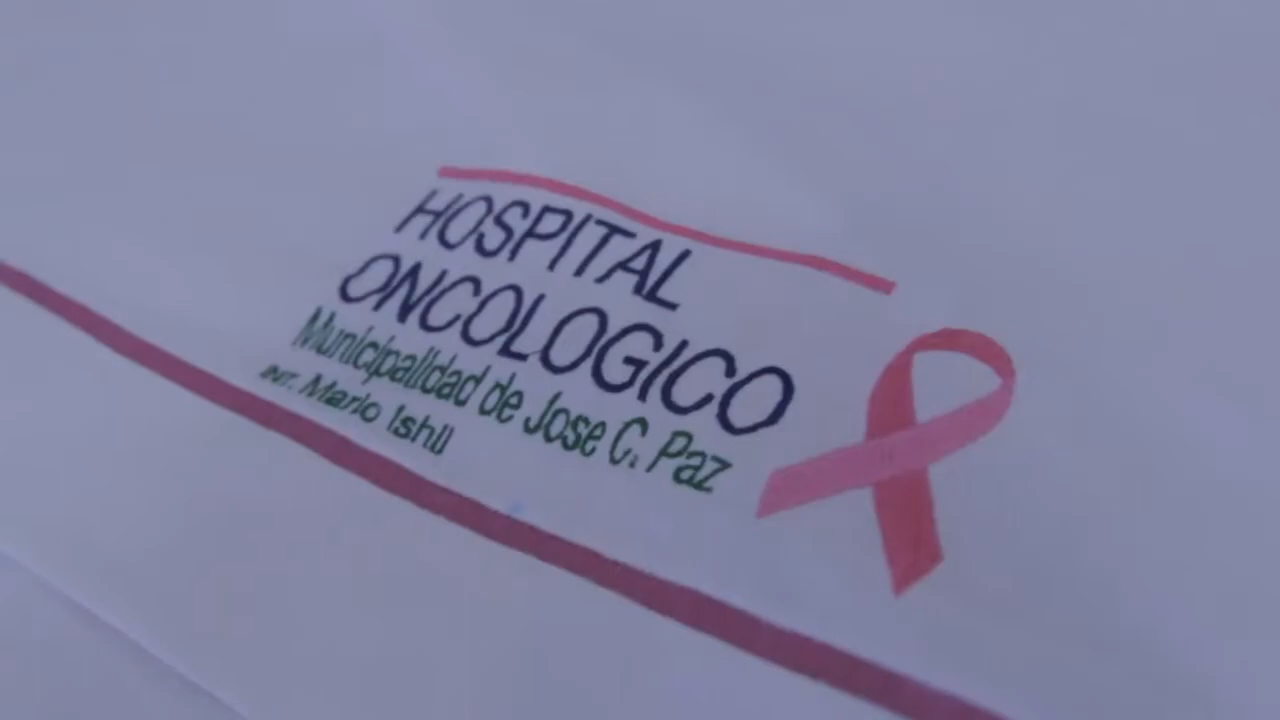 HOSPITAL
ONCOLOGICO
Municipalidad de Jose C. Paz
INT. Mario Ishii